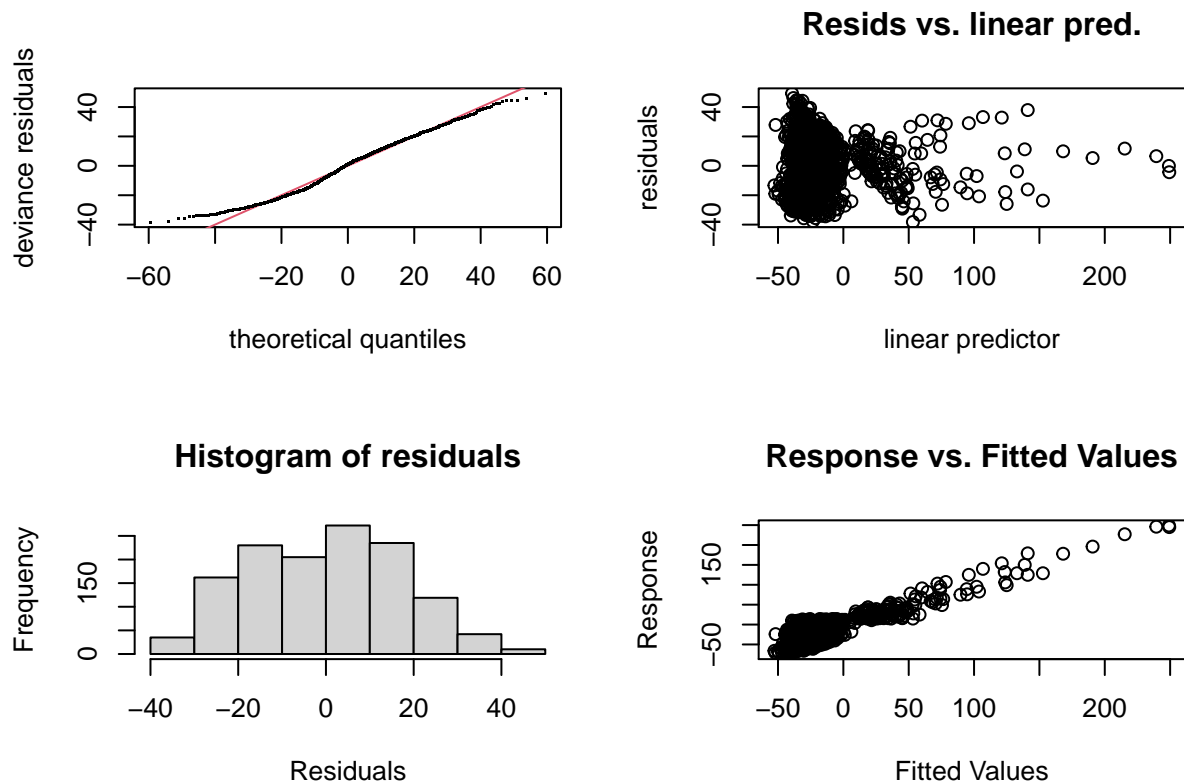 deviance residuals
−40
0
40
−60
−20
0
20
40
60
theoretical quantiles
Resids vs. linear pred.
residuals
−40
0
40
−50
0
50
100
200
linear predictor
Histogram of residuals
Frequency
0
150
−40
−20
0
20
40
Residuals
Response vs. Fitted Values
Response
−50
150
−50
0
50
100
200
Fitted Values